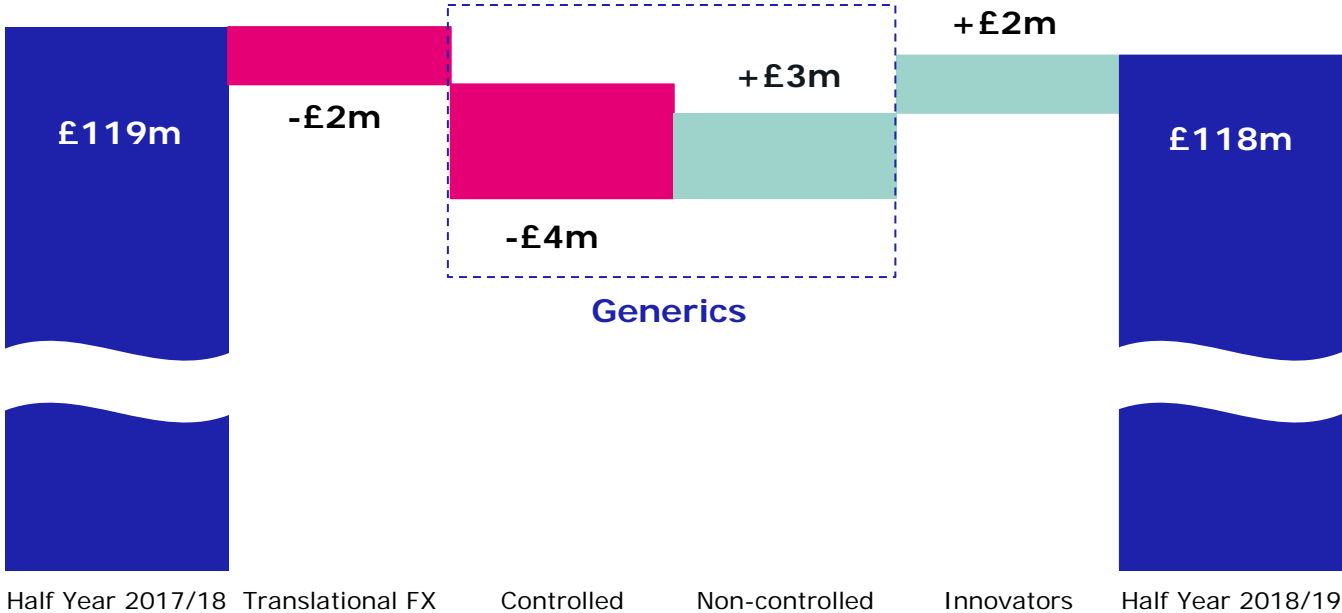 +£2m
+£3m
£119m
-£2m
£118m
-£4m
Generics
Half Year 2017/18 Translational FX Controlled Non-controlled Innovators Half Year 2018/19